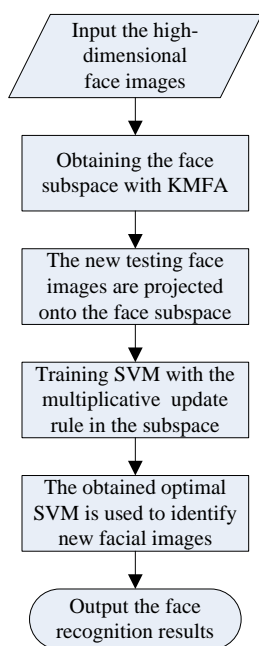 Input the high-
dimensional
face images
Obtaining the face
subspace with KMFA
The new testing face
images are projected
onto the face subspace
Training SVM with the
multiplicative update
rule in the subspace
The obtained optimal
SVM is used to identify
new facial images
Output the face
recognition results